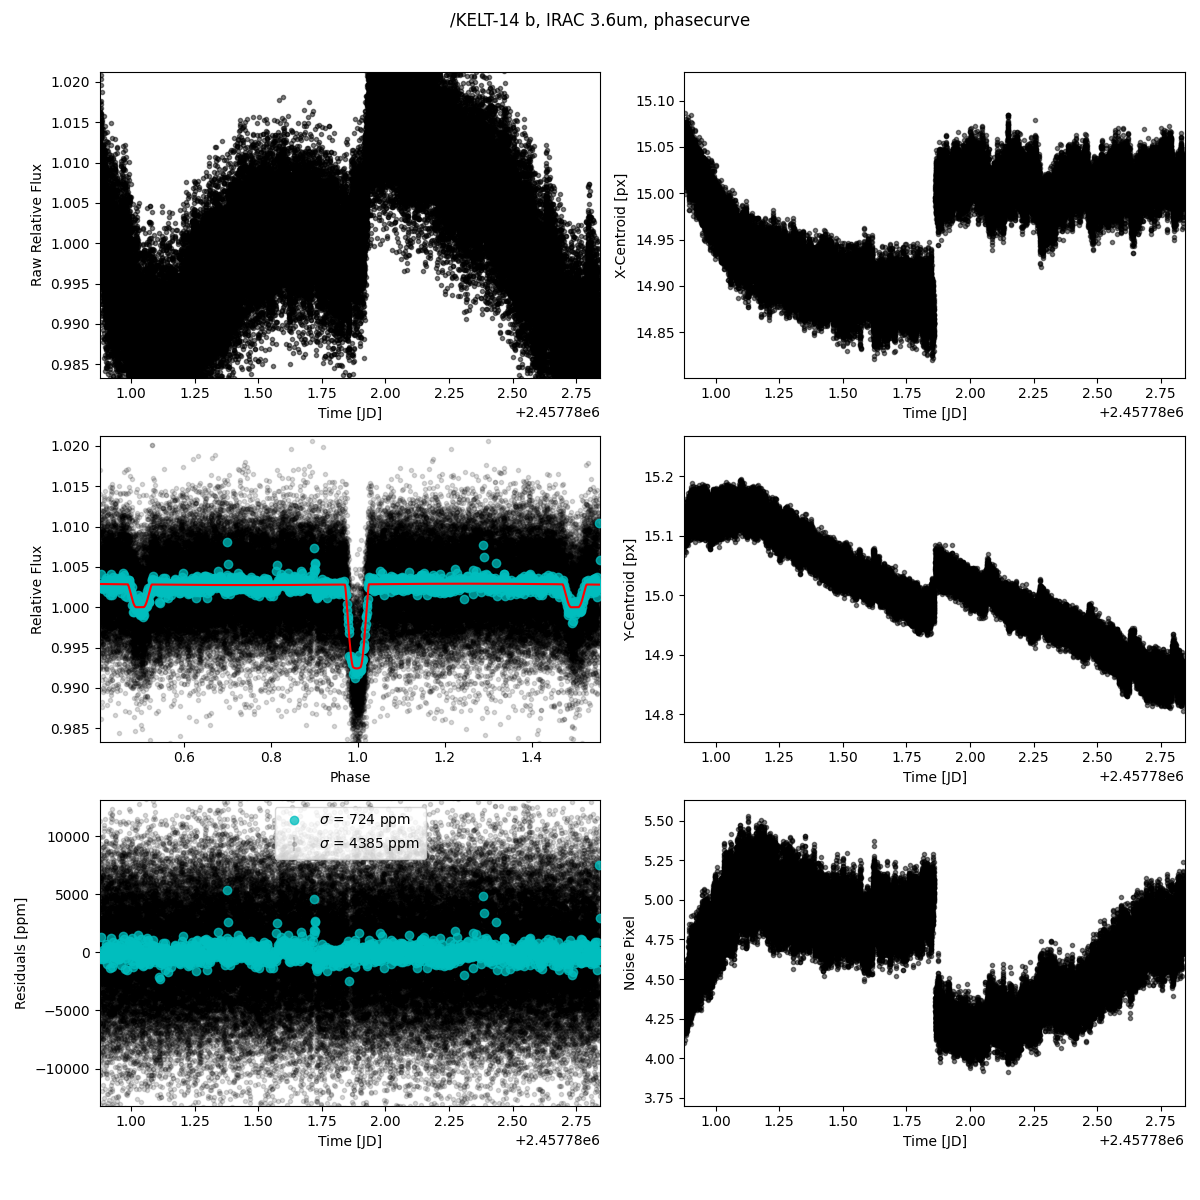 /KELT-14 b, IRAC 3.6um, phasecurve
1.020
1.015
1.010
1.005
1.000
0.995
0.990
0.985
Raw Relative Flux
1.00 1.25 1.50 1.75 2.00 2.25 2.50 2.75
Time [JD]
+2.45778e6
15.10
15.05
15.00
14.95
14.90
14.85
X-Centroid [px]
1.00 1.25 1.50 1.75 2.00 2.25 2.50 2.75
Time [JD]
+2.45778e6
1.020
1.015
1.010
1.005
1.000
0.995
0.990
0.985
Relative Flux
0.6 0.8 1.0 1.2 1.4
Phase
15.2
15.1
15.0
14.9
14.8
Y-Centroid [px]
1.00 1.25 1.50 1.75 2.00 2.25 2.50 2.75
Time [JD]
+2.45778e6
10000
5000
0
−5000
−10000
Residuals [ppm]
σ = 724 ppm
σ = 4385 ppm
1.00 1.25 1.50 1.75 2.00 2.25 2.50 2.75
Time [JD]
+2.45778e6
5.50
5.25
5.00
4.75
4.50
4.25
4.00
3.75
Noise Pixel
1.00 1.25 1.50 1.75 2.00 2.25 2.50 2.75
Time [JD]
+2.45778e6